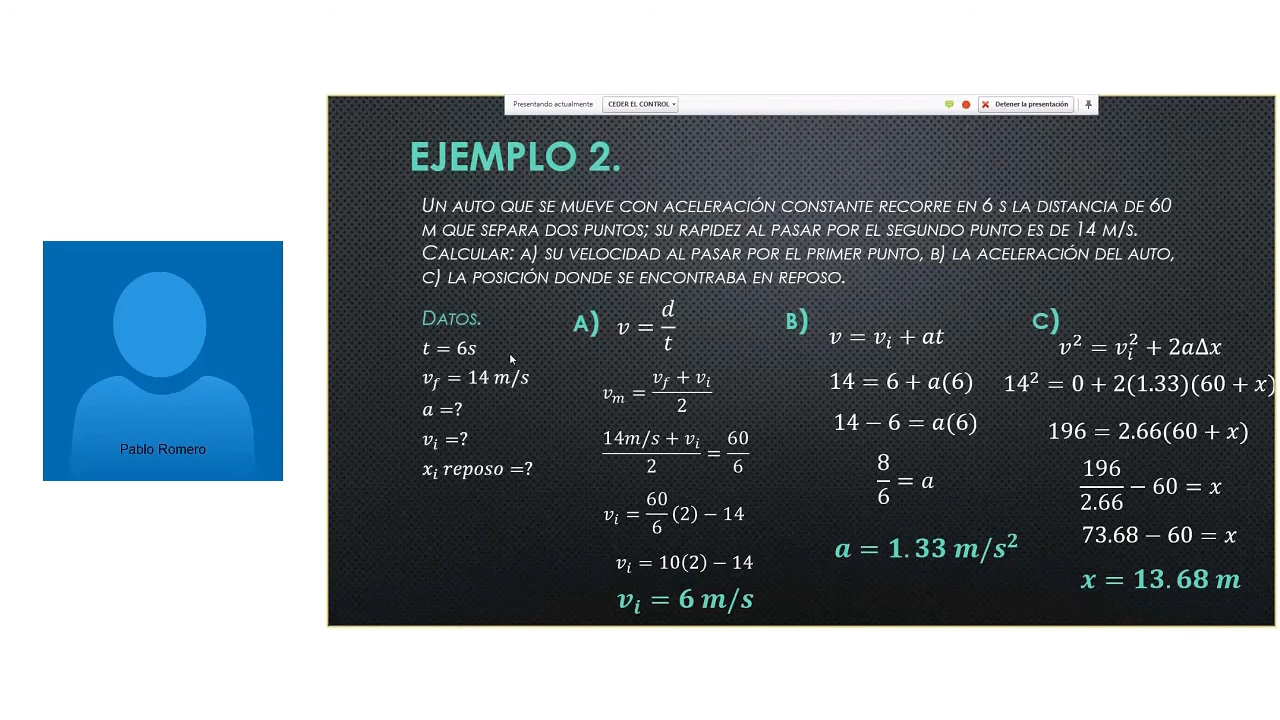 Presentando actualmente CEDER EL CONTROL Detener la presentación
EJEMPLO 2.
UN AUTO QUE SE MUEVE CON ACELERACIÓN CONSTANTE RECORRE EN 6 S LA DISTANCIA DE 60
M QUE SEPARA DOS PUNTOS; SU RAPIDEZ AL PASAR POR EL SEGUNDO PUNTO ES DE 14 M/S.
CALCULAR: A) SU VELOCIDAD AL PASAR POR EL PRIMER PUNTO, B) LA ACELERACIÓN DEL AUTO,
C) LA POSICIÓN DONDE SE ENCONTRABA EN REPOSO.
DATOS.
t = 6s
v_f = 14 m/s
a =?
v_i =?
x_i reposo =?
A) v = d/t
v_m = (v_f + v_i)/2
(14m/s + v_i)/2 = 60/6
v_i = 60/6 (2) − 14
v_i = 10(2) − 14
v_i = 6 m/s
B) v = v_i + at
14 = 6 + a(6)
14 − 6 = a(6)
8/6 = a
a = 1.33 m/s²
C) v² = v_i² + 2aΔx
14² = 0 + 2(1.33)(60 + x)
196 = 2.66(60 + x)
196/2.66 − 60 = x
73.68 − 60 = x
x = 13.68 m
Pablo Romero